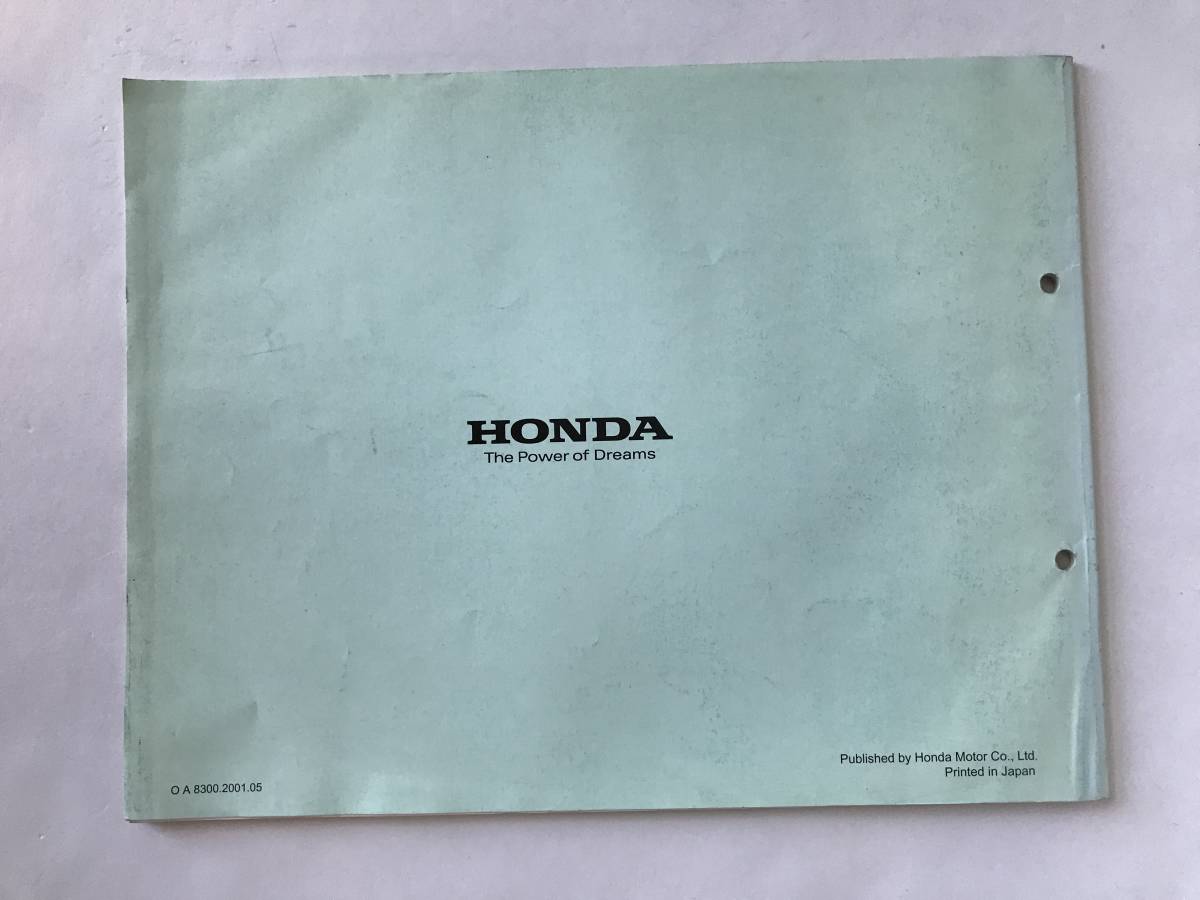 HONDA
The Power of Dreams
Published by Honda Motor Co., Ltd.
Printed in Japan
O A 8300.2001.05